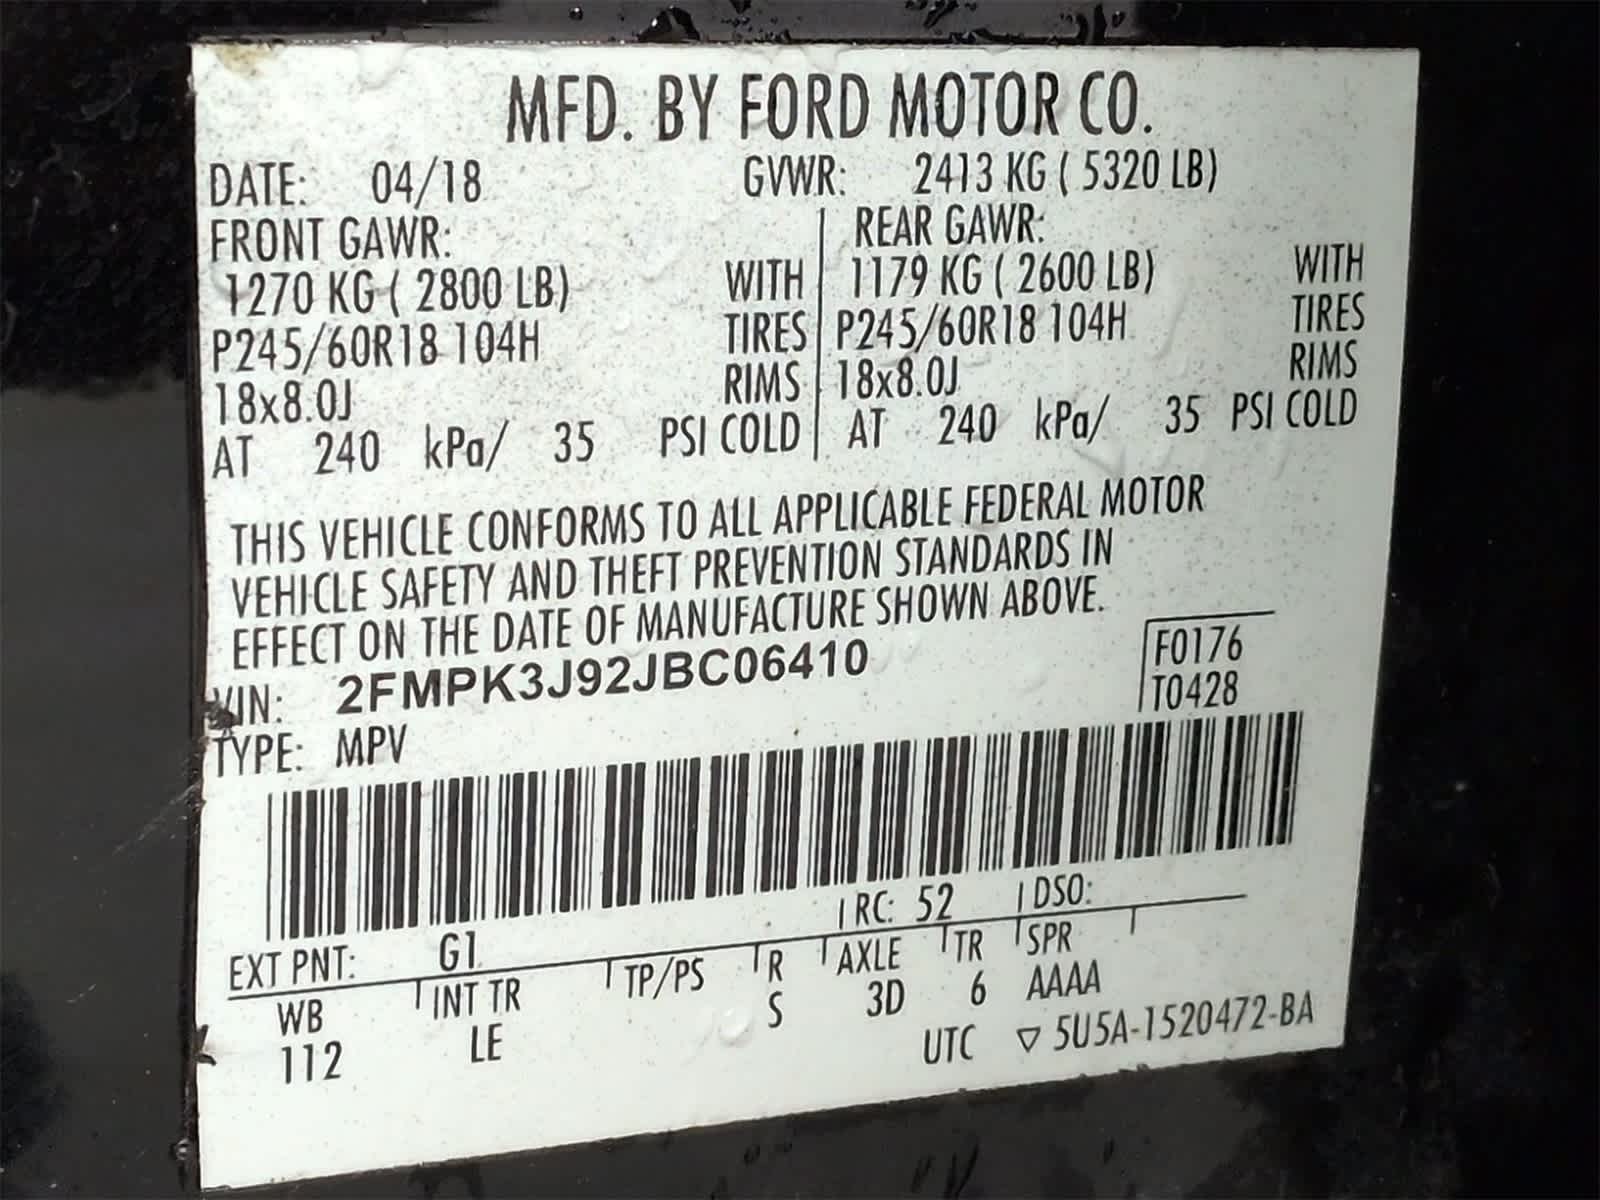 MFD. BY FORD MOTOR CO.
DATE: 04/18 GVWR: 2413 KG ( 5320 LB)
FRONT GAWR: REAR GAWR:
1270 KG ( 2800 LB) WITH 1179 KG ( 2600 LB) WITH
P245/60R18 104H TIRES P245/60R18 104H TIRES
18x8.0J RIMS 18x8.0J RIMS
AT 240 kPa/ 35 PSI COLD AT 240 kPa/ 35 PSI COLD
THIS VEHICLE CONFORMS TO ALL APPLICABLE FEDERAL MOTOR
VEHICLE SAFETY AND THEFT PREVENTION STANDARDS IN
EFFECT ON THE DATE OF MANUFACTURE SHOWN ABOVE.
VIN: 2FMPK3J92JBC06410 F0176
T0428
TYPE: MPV
RC: 52 DSO:
EXT PNT: G1
WB INT TR TP/PS R AXLE TR SPR
112 LE S 3D 6 AAAA
UTC ▽ 5U5A-1520472-BA